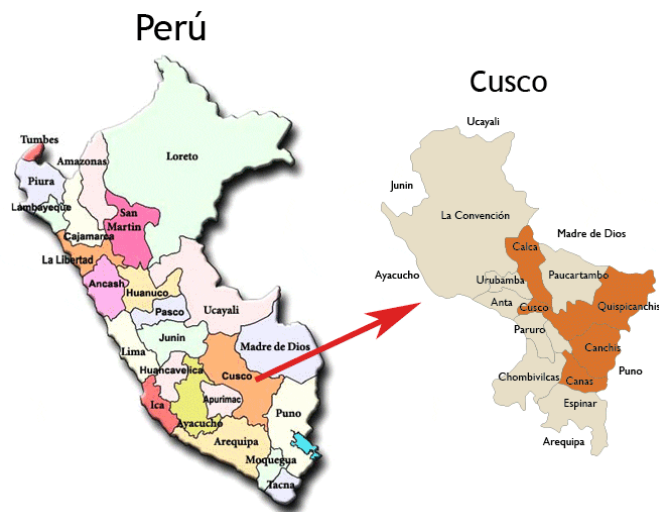 Perú
Tumbes
Piura
Amazonas
Loreto
Lambayeque
Cajamarca
San
Martin
La Libertad
Ancash
Huanuco
Pasco
Ucayali
Lima
Junín
Madre de Dios
Huancavelica
Cusco
Ica
Apurimac
Ayacucho
Puno
Arequipa
Moquegua
Tacna
Cusco
Ucayali
Junin
La Convención
Madre de Dios
Calca
Ayacucho
Urubamba
Paucartambo
Anta
Cusco
Quispicanchis
Paruro
Canchis
Chombivilcas
Canas
Puno
Espinar
Arequipa